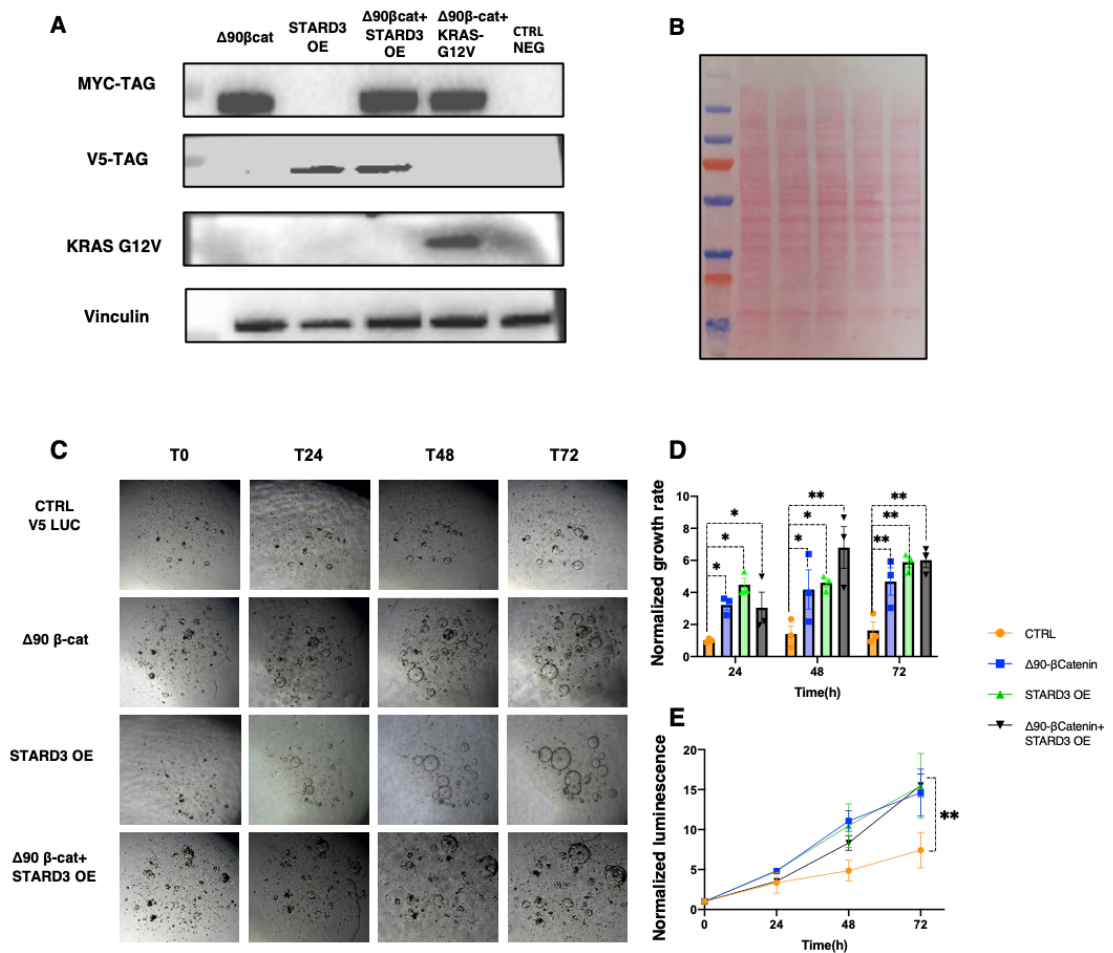 A
Δ90βcat
STARD3
OE
Δ90βcat+
STARD3
OE
Δ90β-cat+
KRAS-
G12V
CTRL
NEG
MYC-TAG
V5-TAG
KRAS G12V
Vinculin
B
C
T0
T24
T48
T72
CTRL
V5 LUC
Δ90 β-cat
STARD3 OE
Δ90 β-cat+
STARD3 OE
D
Normalized growth rate
10
8
6
4
2
0
*
*
*
*
*
**
**
**
**
24
48
72
Time(h)
CTRL
Δ90-βCatenin
STARD3 OE
Δ90-βCatenin+
STARD3 OE
E
Normalized luminescence
20
15
10
5
0
**
0
24
48
72
Time(h)